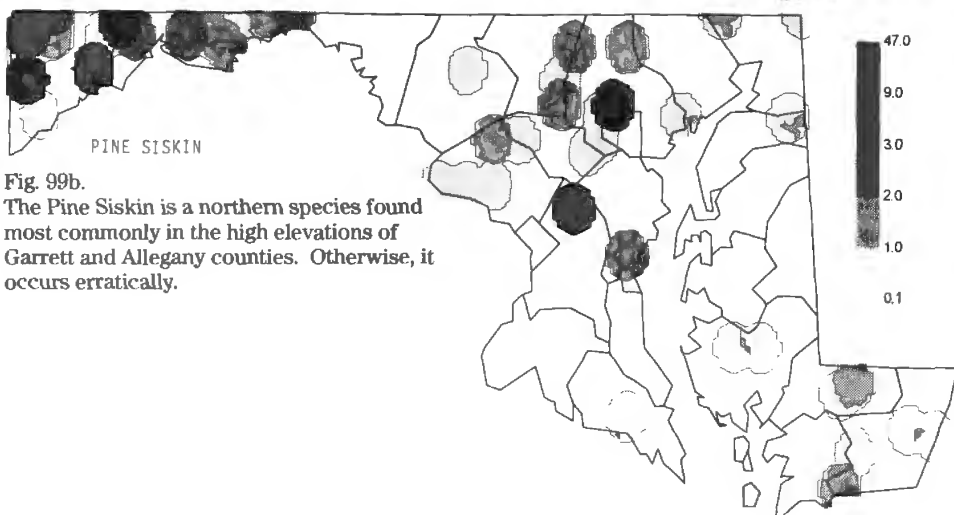 47.0
9.0
3.0
2.0
1.0
0.1
PINE SISKIN
Fig. 99b.
The Pine Siskin is a northern species found
most commonly in the high elevations of
Garrett and Allegany counties. Otherwise, it
occurs erratically.